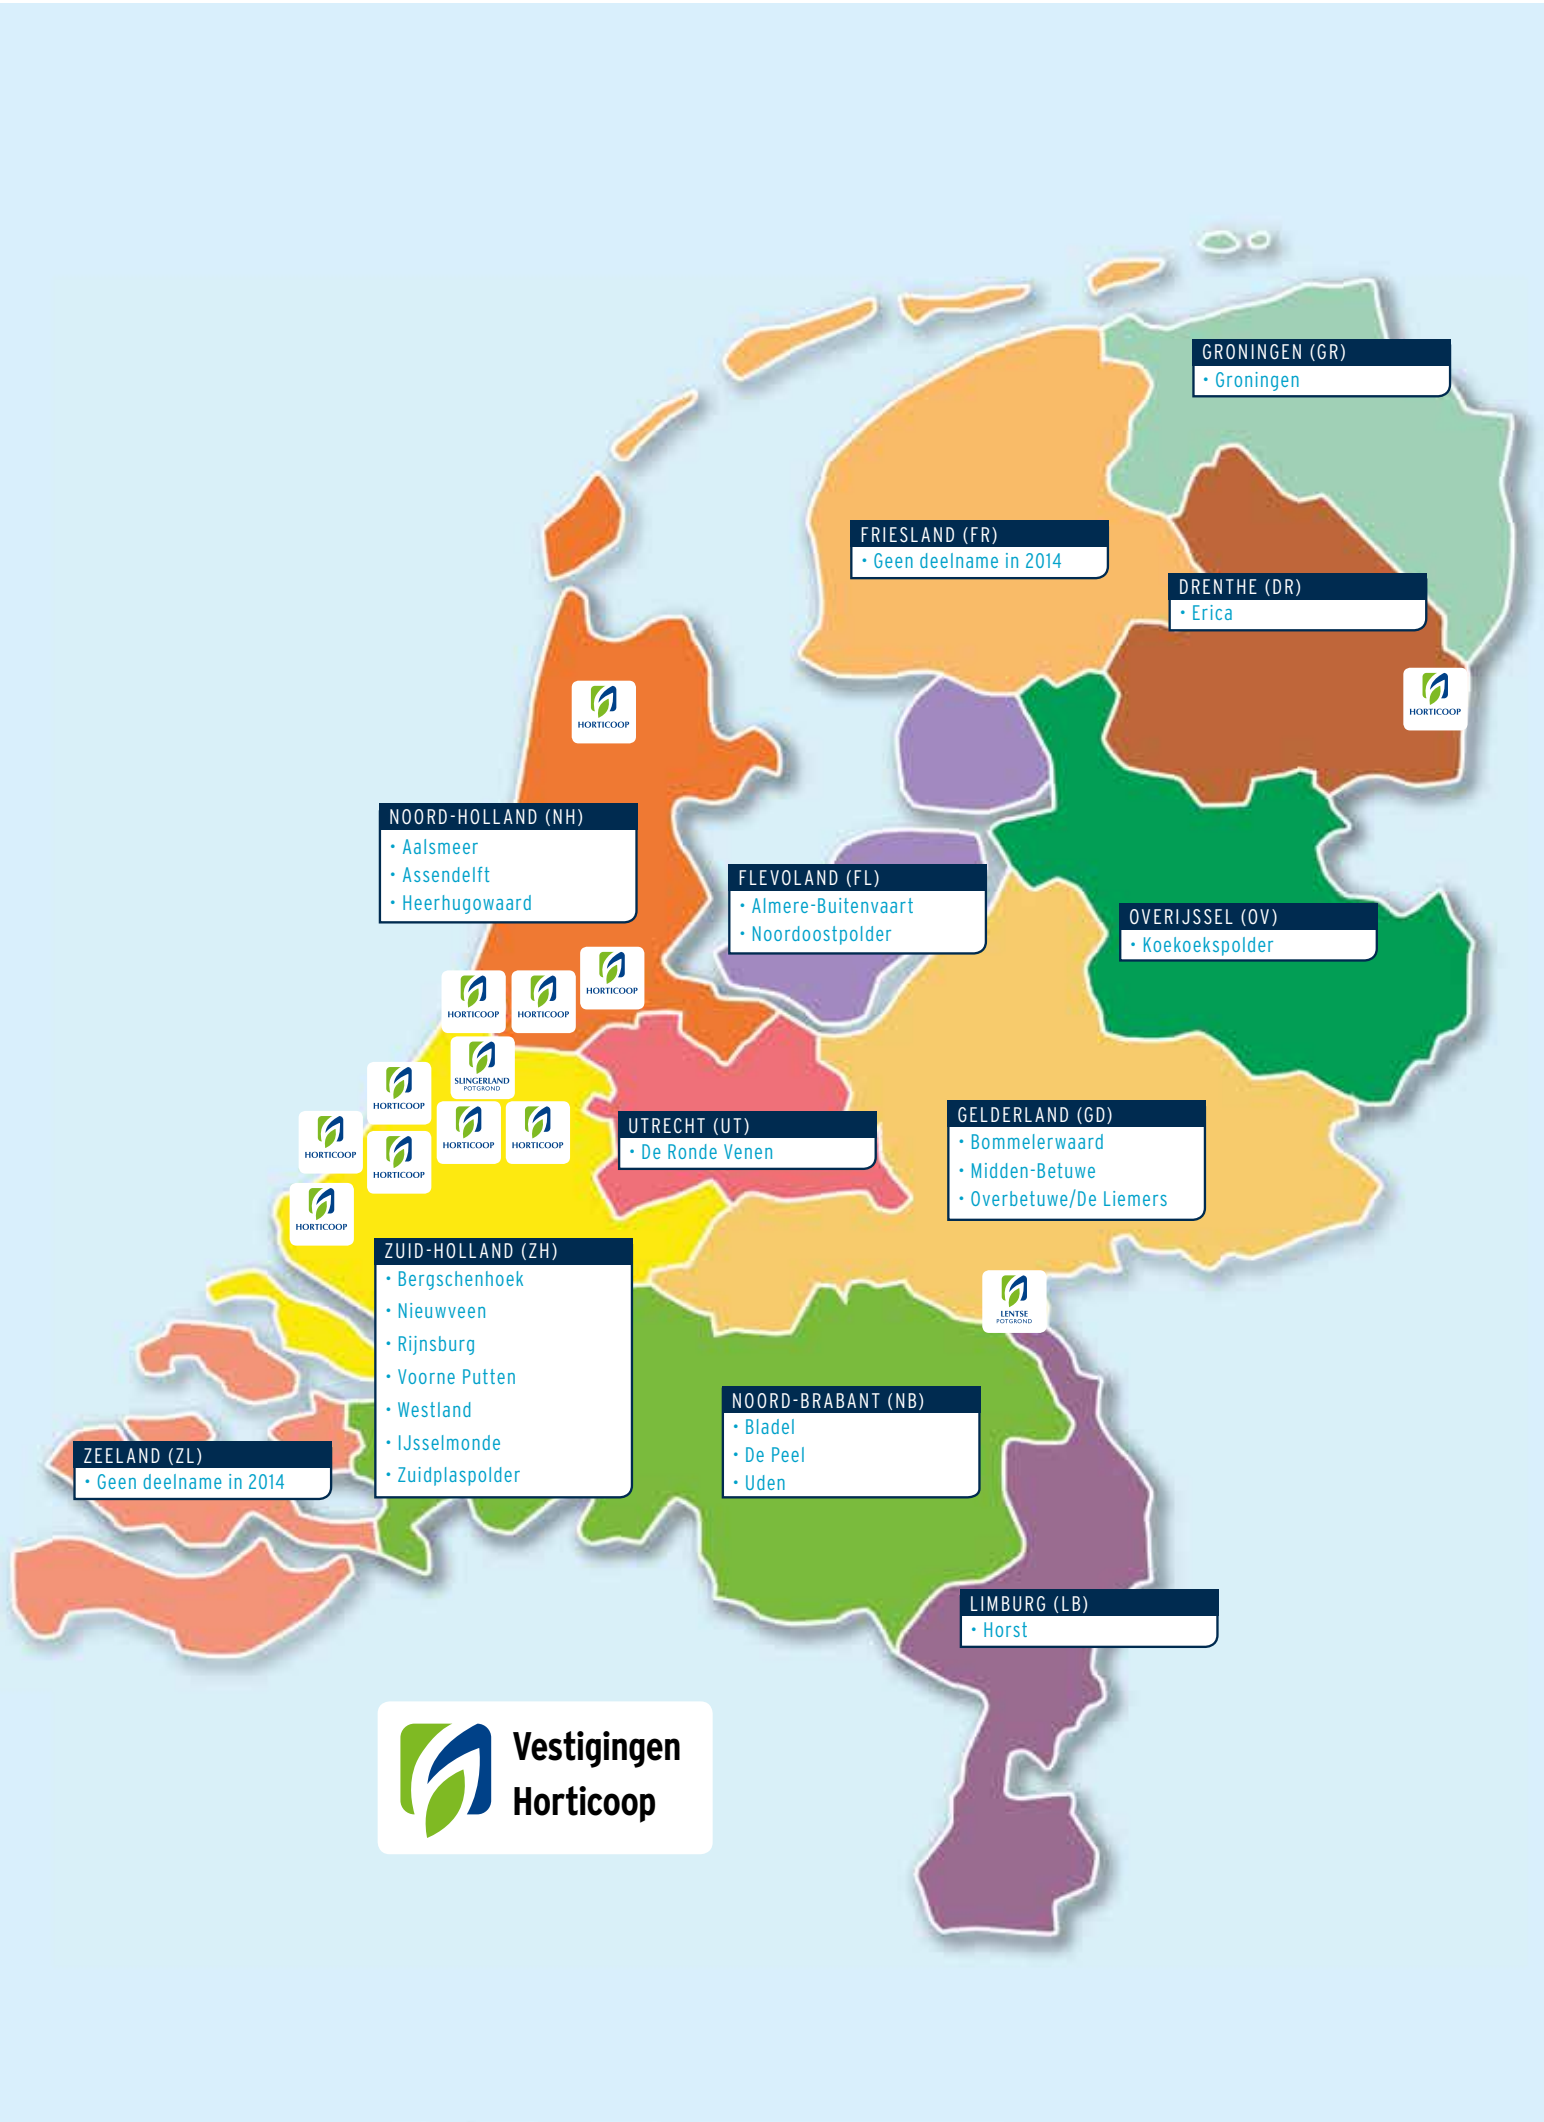 GRONINGEN (GR)
• Groningen
FRIESLAND (FR)
• Geen deelname in 2014
DRENTHE (DR)
• Erica
HORTICOOP
HORTICOOP
NOORD-HOLLAND (NH)
• Aalsmeer
• Assendelft
• Heerhugowaard
FLEVOLAND (FL)
• Almere-Buitenvaart
• Noordoostpolder
OVERIJSSEL (OV)
• Koekoekspolder
HORTICOOP
HORTICOOP
HORTICOOP
SLINGERLAND
POTGROND
HORTICOOP
HORTICOOP
HORTICOOP
HORTICOOP
HORTICOOP
HORTICOOP
UTRECHT (UT)
• De Ronde Venen
GELDERLAND (GD)
• Bommelerwaard
• Midden-Betuwe
• Overbetuwe/De Liemers
ZUID-HOLLAND (ZH)
• Bergschenhoek
• Nieuwveen
• Rijnsburg
• Voorne Putten
• Westland
• IJsselmonde
• Zuidplaspolder
LENTSE
POTGROND
NOORD-BRABANT (NB)
• Bladel
• De Peel
• Uden
ZEELAND (ZL)
• Geen deelname in 2014
LIMBURG (LB)
• Horst
Vestigingen
Horticoop